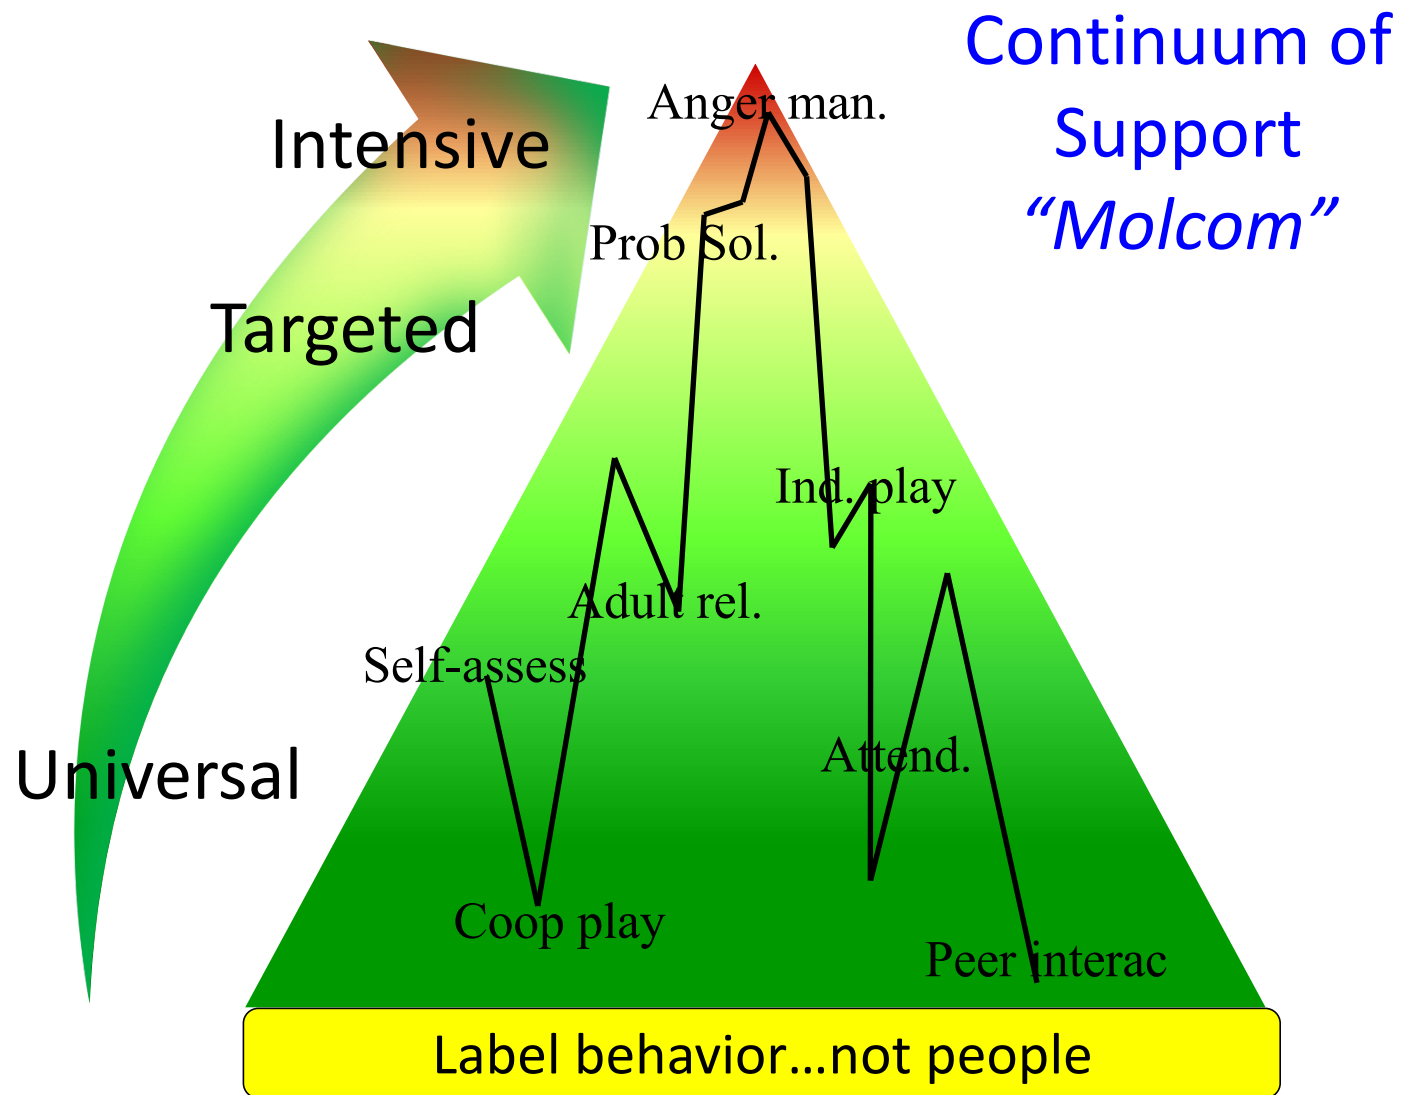 Continuum of
Support
“Molcom”
Anger man.
Intensive
Prob Sol.
Targeted
Ind. play
Adult rel.
Self-assess
Attend.
Universal
Coop play
Peer interac
Label behavior…not people